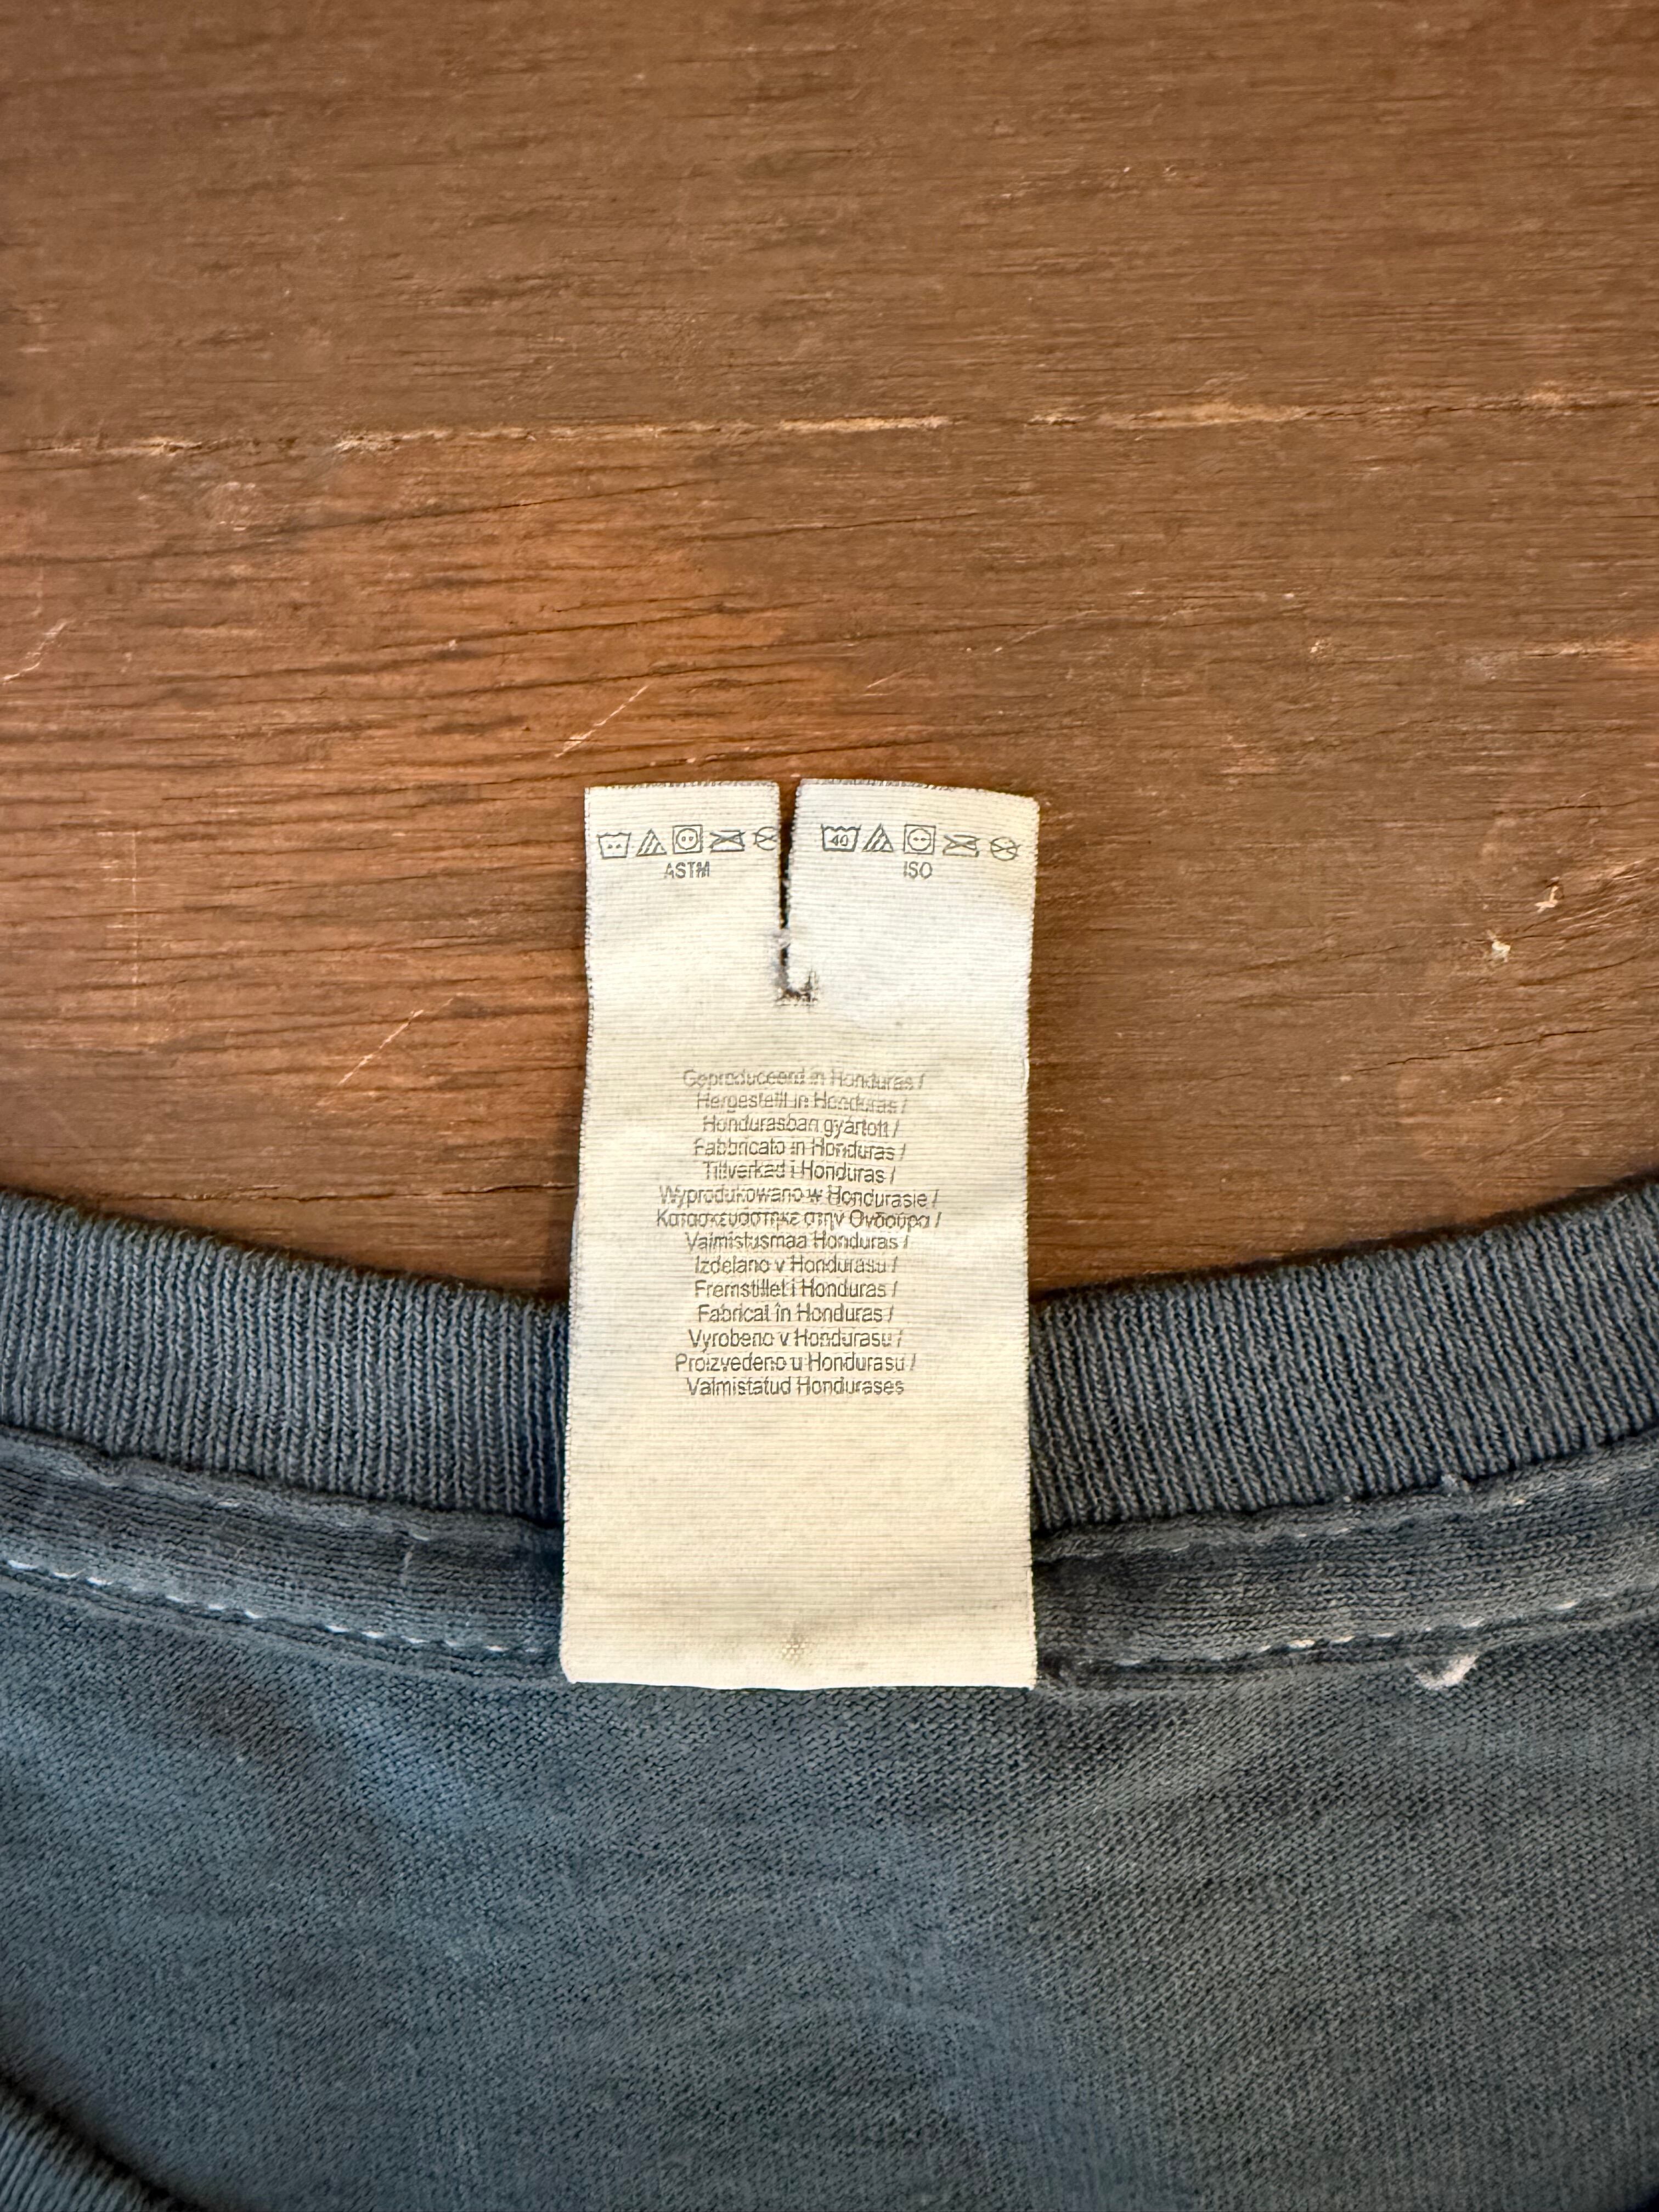 ASTM
40
ISO
Geproduceerd in Honduras /
Hergestellt in Honduras /
Hondurasban gyártott /
Fabbricato in Honduras /
Tillverkad i Honduras /
Wyprodukowano w Hondurasie /
Κατασκευάστηκε στην Ονδούρα /
Valmistusmaa Honduras /
Izdelano v Hondurasu /
Fremstillet i Honduras /
Fabricat în Honduras /
Vyrobeno v Hondurasu /
Proizvedeno u Hondurasu /
Valmistatud Hondurases